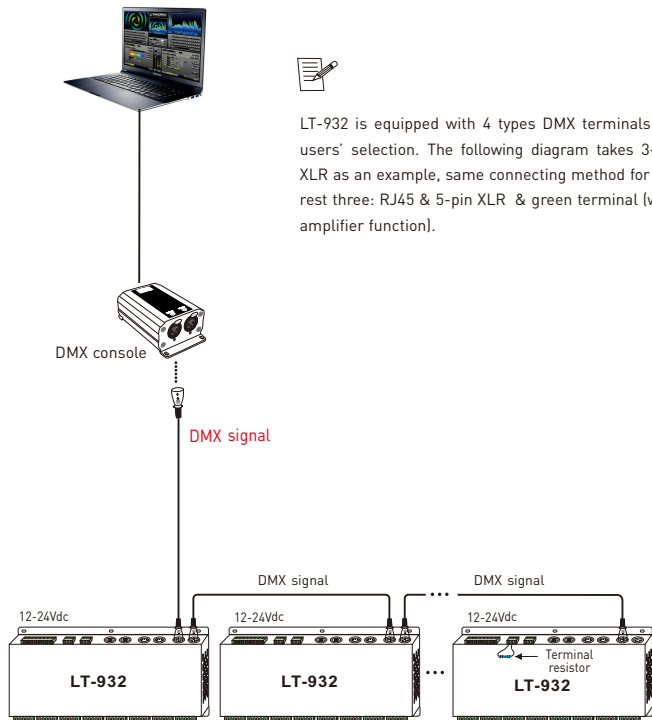 LT-932 is equipped with 4 types DMX terminals
users' selection. The following diagram takes 3-
XLR as an example, same connecting method for
rest three: RJ45 & 5-pin XLR & green terminal
amplifier function).
DMX console
DMX signal
DMX signal
DMX signal
12-24Vdc
12-24Vdc
12-24Vdc
Terminal
resistor
LT-932
LT-932
LT-932